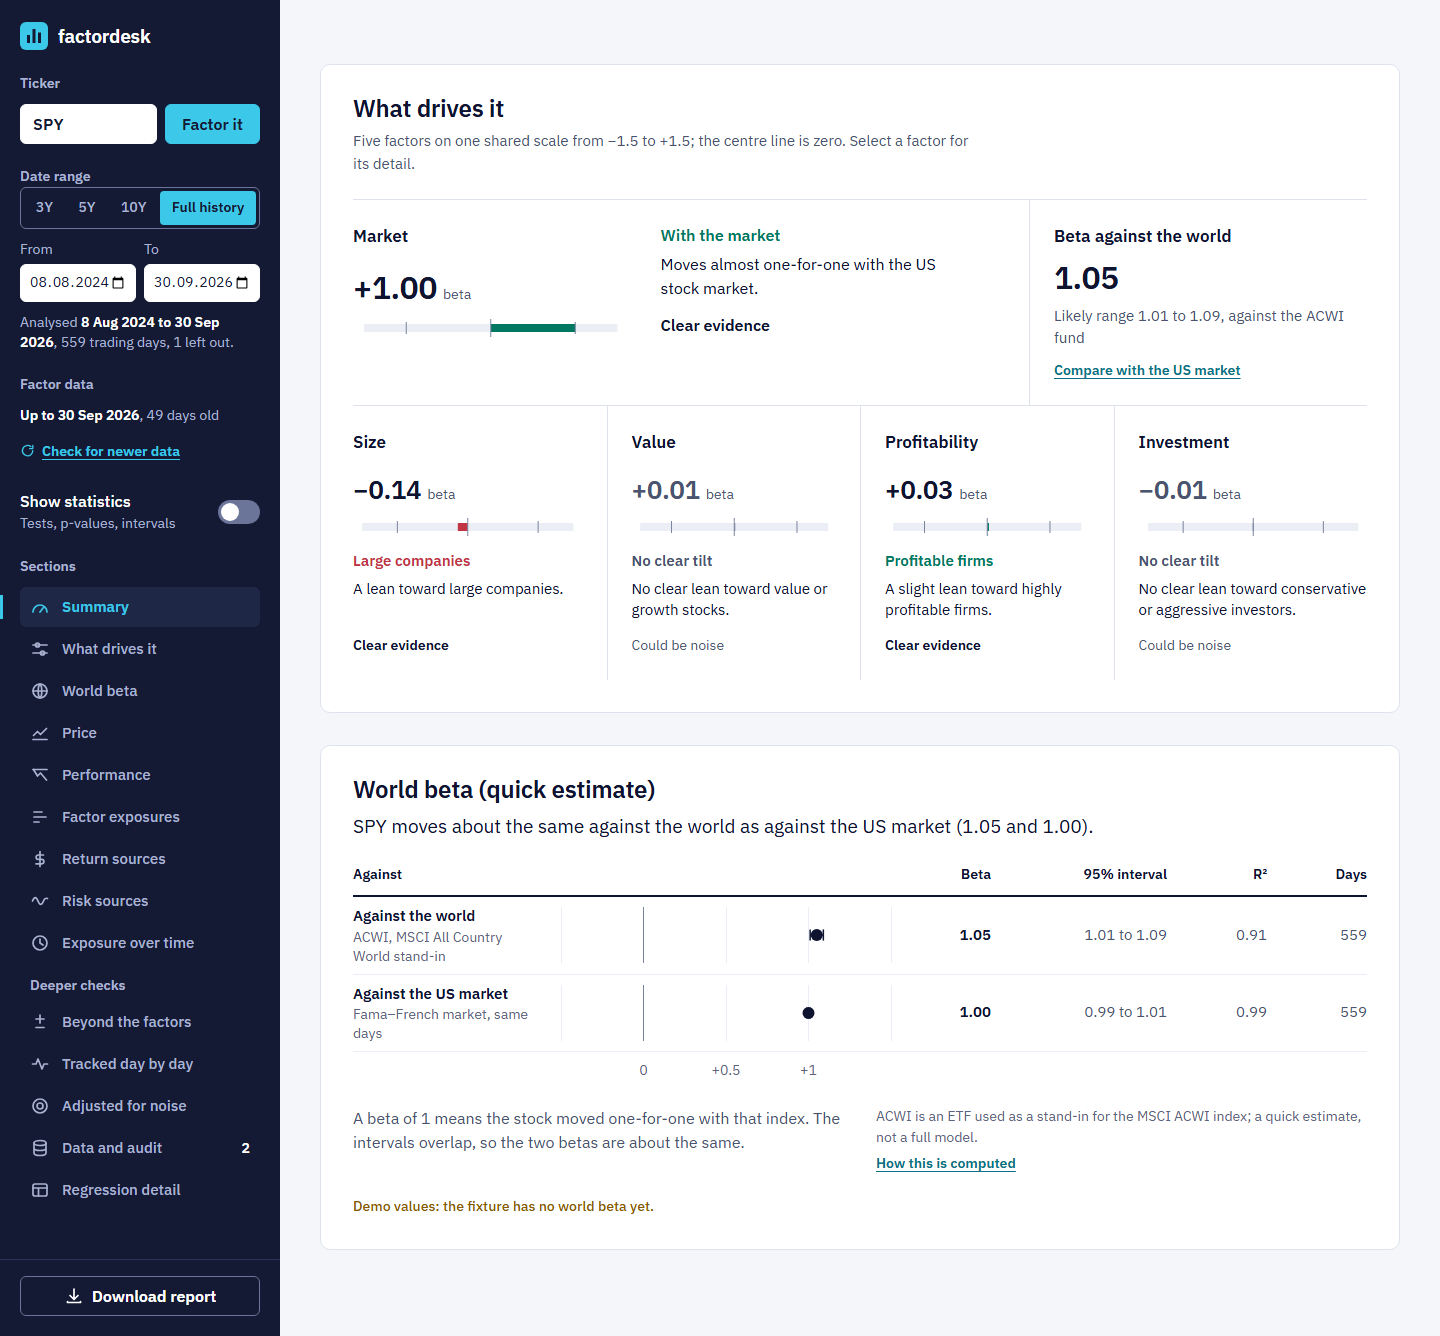 factordesk
Ticker
SPY
Factor it
Date range
3Y 5Y 10Y Full history
From To
08.08.2024 30.09.2026
Analysed 8 Aug 2024 to 30 Sep
2026, 559 trading days, 1 left out.
Factor data
Up to 30 Sep 2026, 49 days old
Check for newer data
Show statistics
Tests, p-values, intervals
Sections
Summary
What drives it
World beta
Price
Performance
Factor exposures
Return sources
Risk sources
Exposure over time
Deeper checks
Beyond the factors
Tracked day by day
Adjusted for noise
Data and audit 2
Regression detail
Download report
What drives it
Five factors on one shared scale from −1.5 to +1.5; the centre line is zero. Select a factor for
its detail.
Market
+1.00 beta
With the market
Moves almost one-for-one with the US
stock market.
Clear evidence
Beta against the world
1.05
Likely range 1.01 to 1.09, against the ACWI
fund
Compare with the US market
Size
−0.14 beta
Large companies
A lean toward large companies.
Clear evidence
Value
+0.01 beta
No clear tilt
No clear lean toward value or
growth stocks.
Could be noise
Profitability
+0.03 beta
Profitable firms
A slight lean toward highly
profitable firms.
Clear evidence
Investment
−0.01 beta
No clear tilt
No clear lean toward conservative
or aggressive investors.
Could be noise
World beta (quick estimate)
SPY moves about the same against the world as against the US market (1.05 and 1.00).
Against Beta 95% interval R² Days
Against the world
ACWI, MSCI All Country
World stand-in
1.05 1.01 to 1.09 0.91 559
Against the US market
Fama–French market, same
days
1.00 0.99 to 1.01 0.99 559
0 +0.5 +1
A beta of 1 means the stock moved one-for-one with that index. The
intervals overlap, so the two betas are about the same.
ACWI is an ETF used as a stand-in for the MSCI ACWI index; a quick estimate,
not a full model.
How this is computed
Demo values: the fixture has no world beta yet.